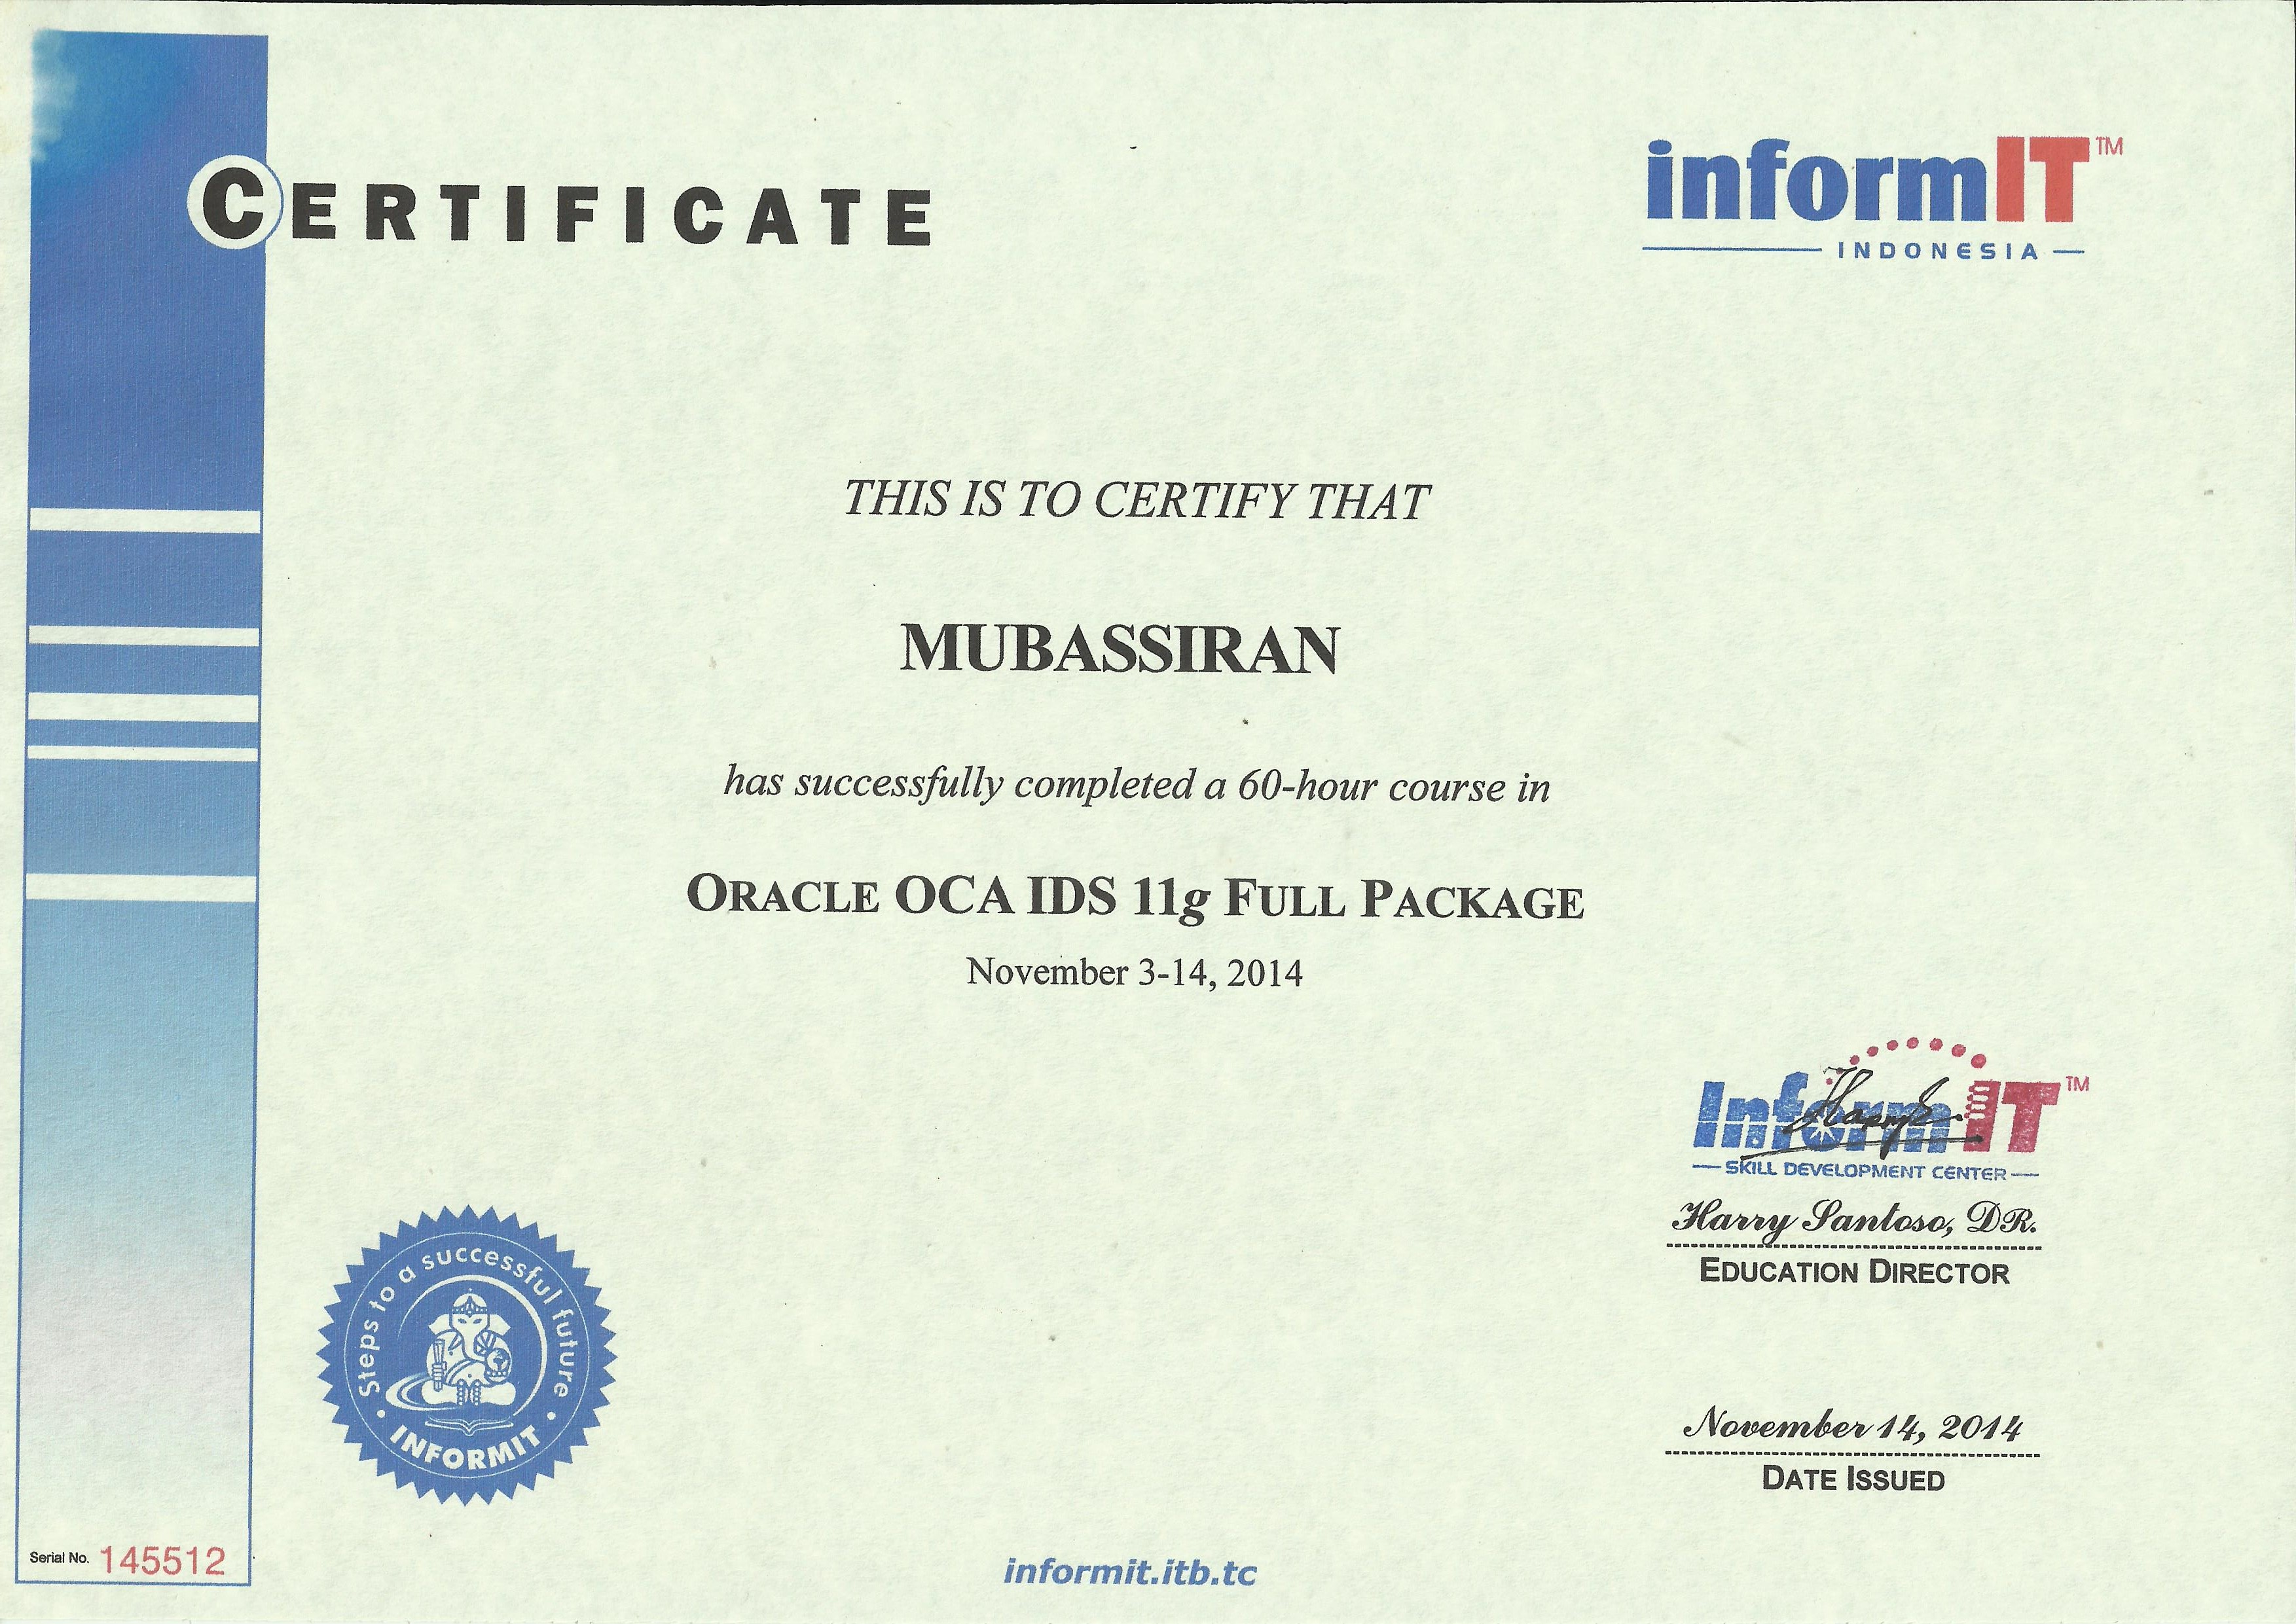 CERTIFICATE
informIT™
INDONESIA
THIS IS TO CERTIFY THAT
MUBASSIRAN
has successfully completed a 60-hour course in
ORACLE OCA IDS 11g FULL PACKAGE
November 3-14, 2014
InformIT™
SKILL DEVELOPMENT CENTER
Harry Santoso, DR.
EDUCATION DIRECTOR
Steps to a successful future
INFORMIT
November 14, 2014
DATE ISSUED
Serial No. 145512
informit.itb.tc